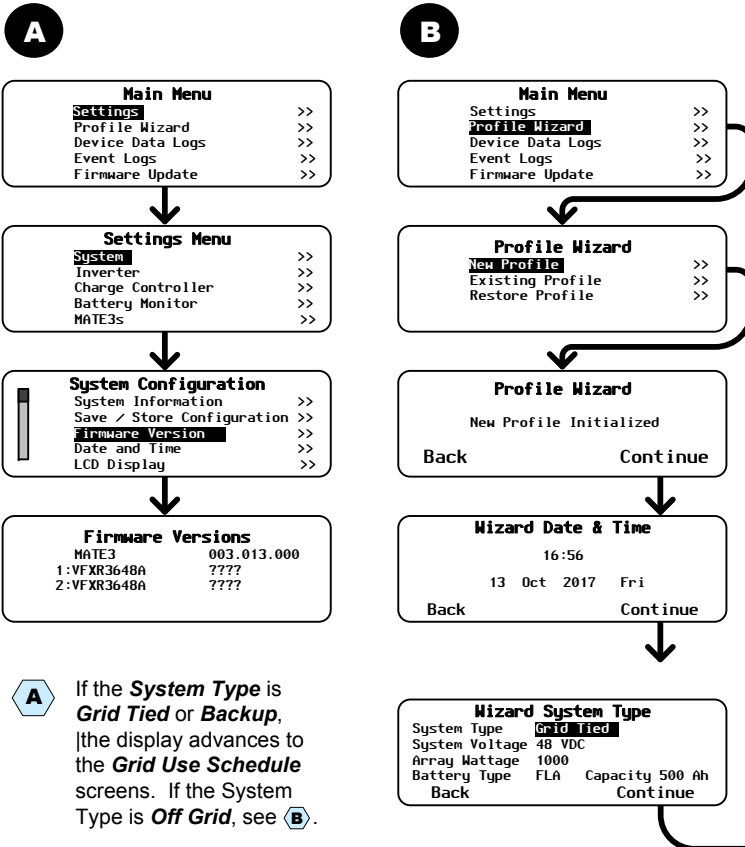 A
Main Menu
Settings >>
Profile Wizard >>
Device Data Logs >>
Event Logs >>
Firmware Update >>
Settings Menu
System >>
Inverter >>
Charge Controller >>
Battery Monitor >>
MATE3s >>
System Configuration
System Information >>
Save / Store Configuration >>
Firmware Version >>
Date and Time >>
LCD Display >>
Firmware Versions
MATE3 003.013.000
1:VFXR3648A ????
2:VFXR3648A ????
A
If the System Type is
Grid Tied or Backup,
|the display advances to
the Grid Use Schedule
screens. If the System
Type is Off Grid, see B.
B
Main Menu
Settings >>
Profile Wizard >>
Device Data Logs >>
Event Logs >>
Firmware Update >>
Profile Wizard
New Profile >>
Existing Profile >>
Restore Profile >>
Profile Wizard
New Profile Initialized
Back Continue
Wizard Date & Time
16:56
13 Oct 2017 Fri
Back Continue
Wizard System Type
System Type Grid Tied
System Voltage 48 VDC
Array Wattage 1000
Battery Type FLA Capacity 500 Ah
Back Continue